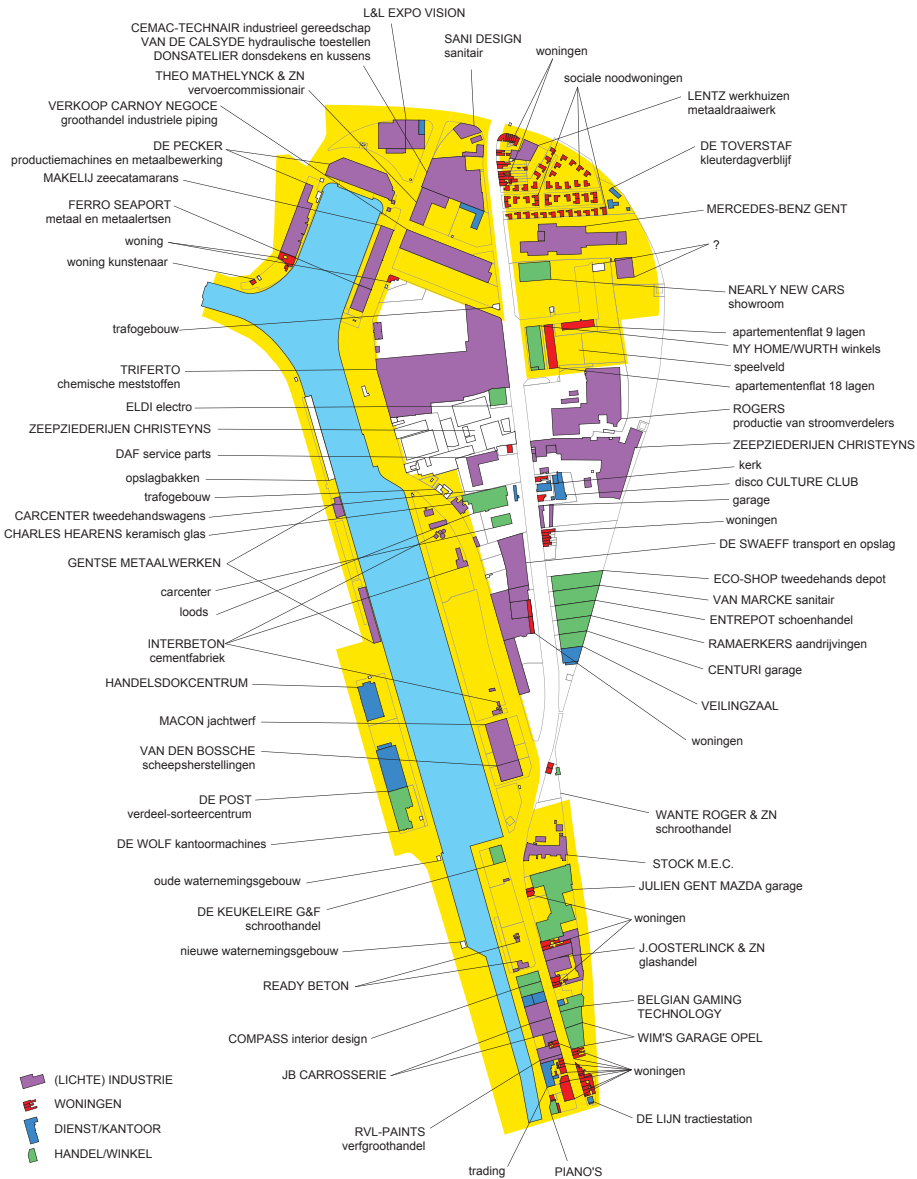 L&L EXPO VISION
CEMAC-TECHNAIR industrieel gereedschap
VAN DE CALSYDE hydraulische toestellen
DONSATELIER donsdekens en kussens
THEO MATHELYNCK & ZN
vervoercommissionair
VERKOOP CARNOY NEGOCE
groothandel industriele piping
DE PECKER
productiemachines en metaalbewerking
MAKELIJ zeecatamarans
FERRO SEAPORT
metaal en metaalertsen
woning
woning kunstenaar
trafogebouw
TRIFERTO
chemische meststoffen
ELDI electro
ZEEPZIEDERIJEN CHRISTEYNS
DAF service parts
opslagbakken
trafogebouw
CARCENTER tweedehandswagens
CHARLES HEARENS keramisch glas
GENTSE METAALWERKEN
carcenter
loods
INTERBETON
cementfabriek
HANDELSDOKCENTRUM
MACON jachtwerf
VAN DEN BOSSCHE
scheepsherstellingen
DE POST
verdeel-sorteercentrum
DE WOLF kantoormachines
oude waternemingsgebouw
DE KEUKELEIRE G&F
schroothandel
nieuwe waternemingsgebouw
READY BETON
COMPASS interior design
JB CARROSSERIE
RVL-PAINTS
verfgroothandel
trading
PIANO'S
SANI DESIGN
sanitair
woningen
sociale noodwoningen
LENTZ werkhuizen
metaaldraaiwerk
DE TOVERSTAF
kleuterdagverblijf
MERCEDES-BENZ GENT
?
NEARLY NEW CARS
showroom
apartementenflat 9 lagen
MY HOME/WURTH winkels
speelveld
apartementenflat 18 lagen
ROGERS
productie van stroomverdelers
ZEEPZIEDERIJEN CHRISTEYNS
kerk
disco CULTURE CLUB
garage
woningen
DE SWAEFF transport en opslag
ECO-SHOP tweedehands depot
VAN MARCKE sanitair
ENTREPOT schoenhandel
RAMAERKERS aandrijvingen
CENTURI garage
VEILINGZAAL
woningen
WANTE ROGER & ZN
schroothandel
STOCK M.E.C.
JULIEN GENT MAZDA garage
woningen
J.OOSTERLINCK & ZN
glashandel
BELGIAN GAMING
TECHNOLOGY
WIM'S GARAGE OPEL
woningen
DE LIJN tractiestation
(LICHTE) INDUSTRIE
WONINGEN
DIENST/KANTOOR
HANDEL/WINKEL